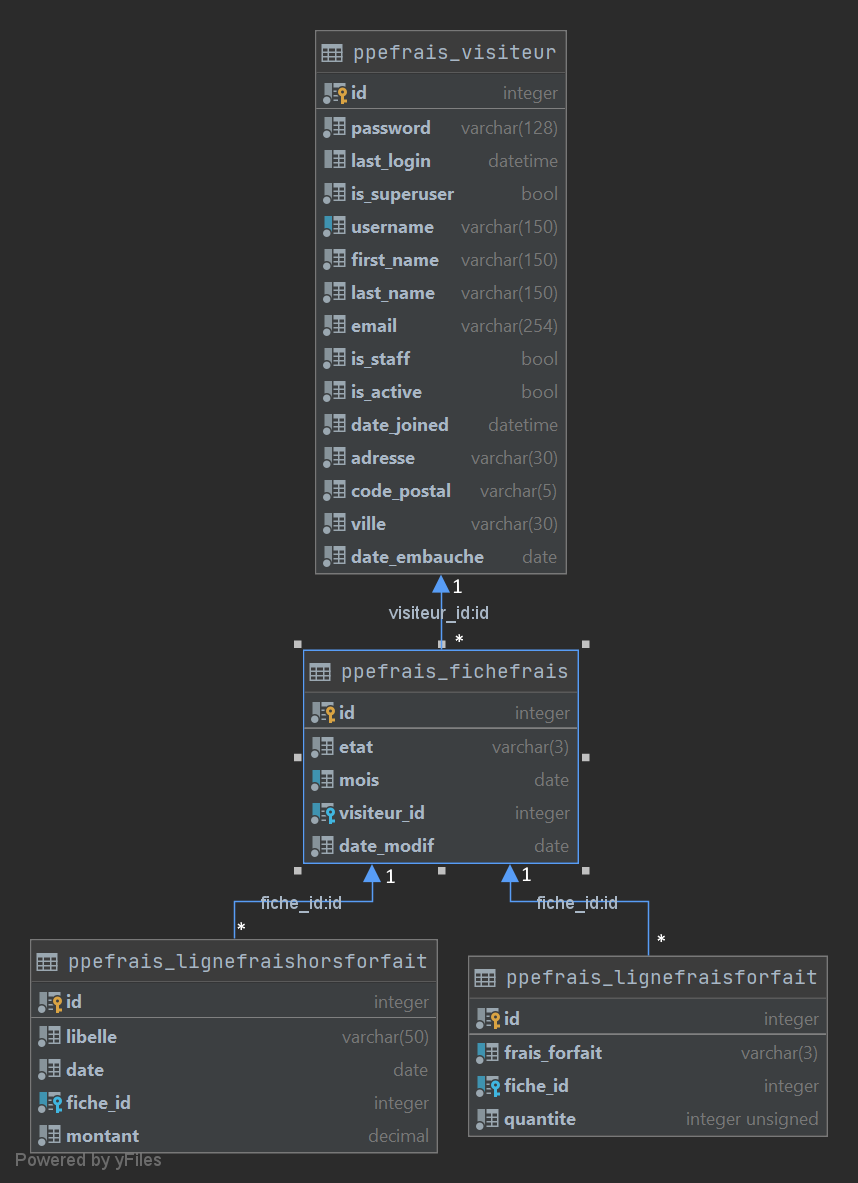 ppefrais_visiteur
id integer
password varchar(128)
last_login datetime
is_superuser bool
username varchar(150)
first_name varchar(150)
last_name varchar(150)
email varchar(254)
is_staff bool
is_active bool
date_joined datetime
adresse varchar(30)
code_postal varchar(5)
ville varchar(30)
date_embauche date
1
visiteur_id:id
*
ppefrais_fichefrais
id integer
etat varchar(3)
mois date
visiteur_id integer
date_modif date
1
fiche_id:id
*
ppefrais_lignefraishorsforfait
id integer
libelle varchar(50)
date date
fiche_id integer
montant decimal
1
fiche_id:id
*
ppefrais_lignefraisforfait
id integer
frais_forfait varchar(3)
fiche_id integer
quantite integer unsigned
Powered by yFiles